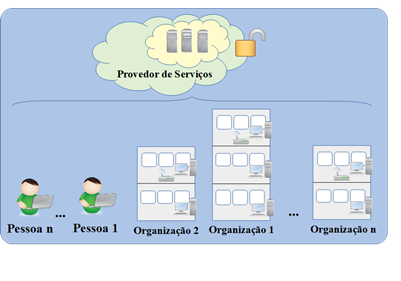 Provedor de Serviços
Pessoa n
...
Pessoa 1
Organização 2
Organização 1
...
Organização n